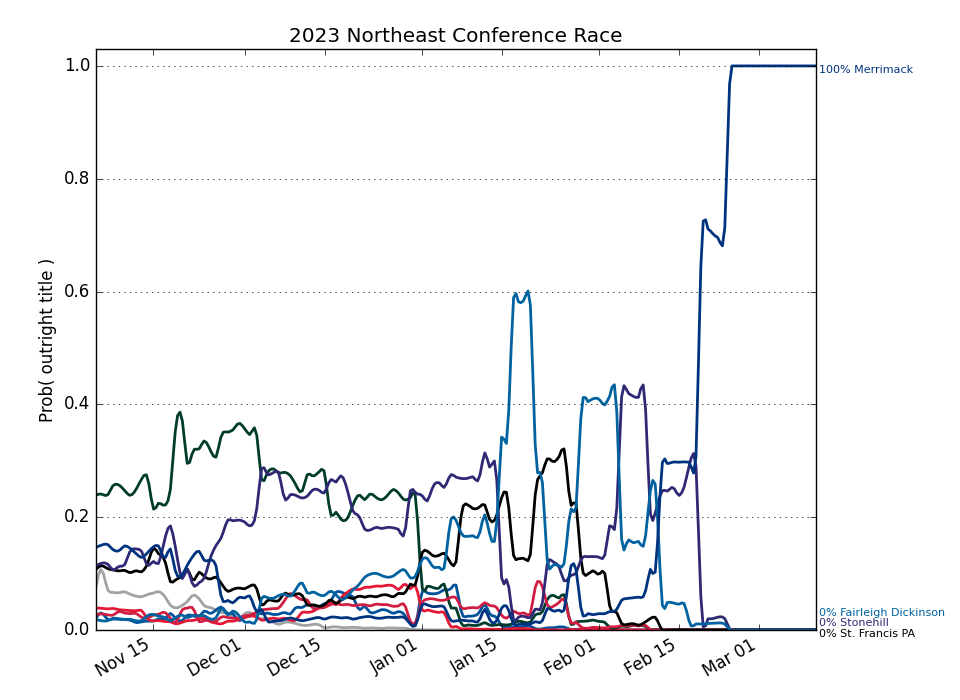 2023 Northeast Conference Race
1.0
100% Merrimack
0.8
0.6
Prob( outright title )
0.4
0.2
0.0
0% Fairleigh Dickinson
0% Stonehill
0% St. Francis PA
Nov 15
Dec 01
Dec 15
Jan 01
Jan 15
Feb 01
Feb 15
Mar 01